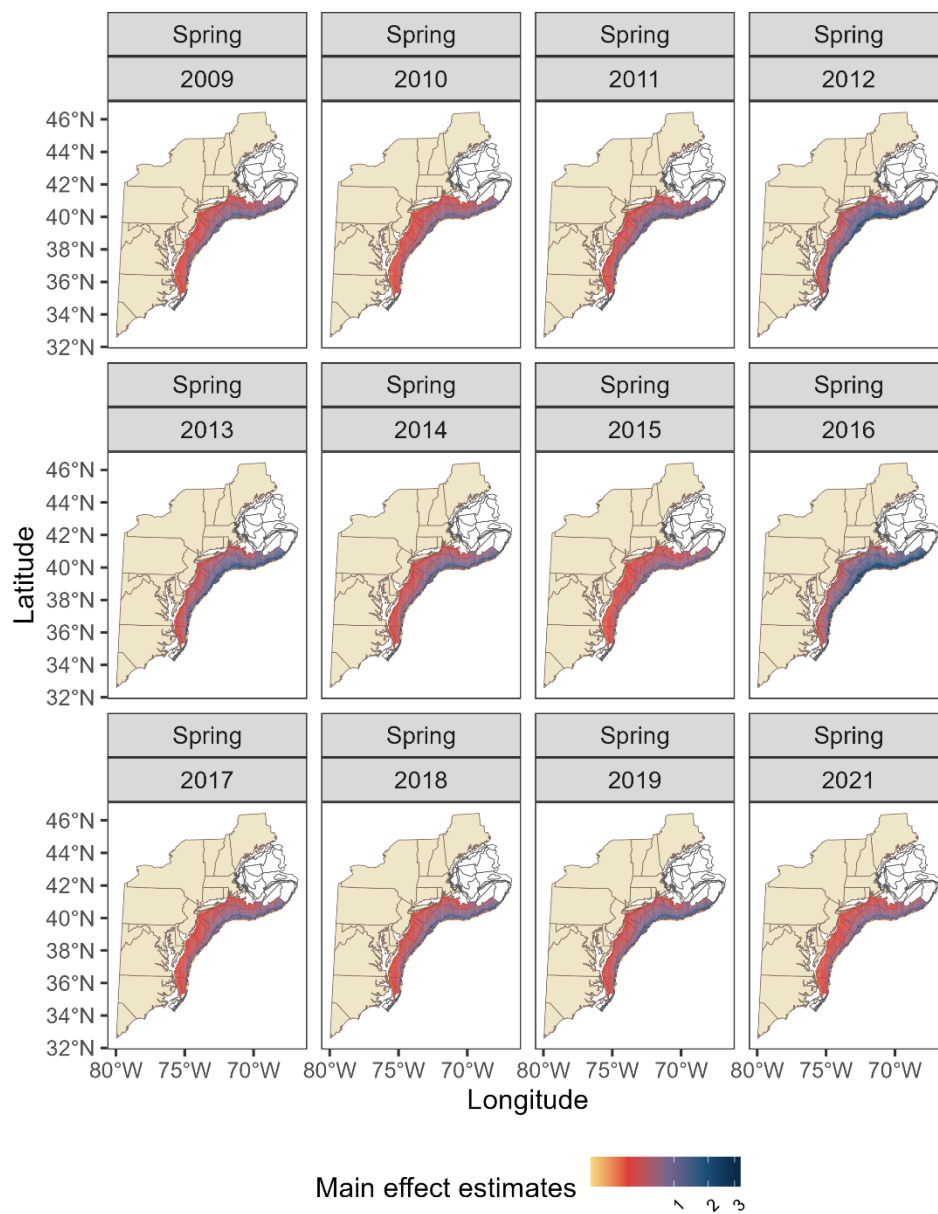 Spring Spring Spring Spring
2009 2010 2011 2012
46°N
44°N
42°N
40°N
38°N
36°N
34°N
32°N
Spring Spring Spring Spring
2013 2014 2015 2016
46°N
44°N
42°N
40°N
38°N
36°N
34°N
32°N
Latitude
Spring Spring Spring Spring
2017 2018 2019 2021
46°N
44°N
42°N
40°N
38°N
36°N
34°N
32°N
80°W 75°W 70°W 80°W 75°W 70°W 80°W 75°W 70°W 80°W 75°W 70°W
Longitude
Main effect estimates
1 2 3